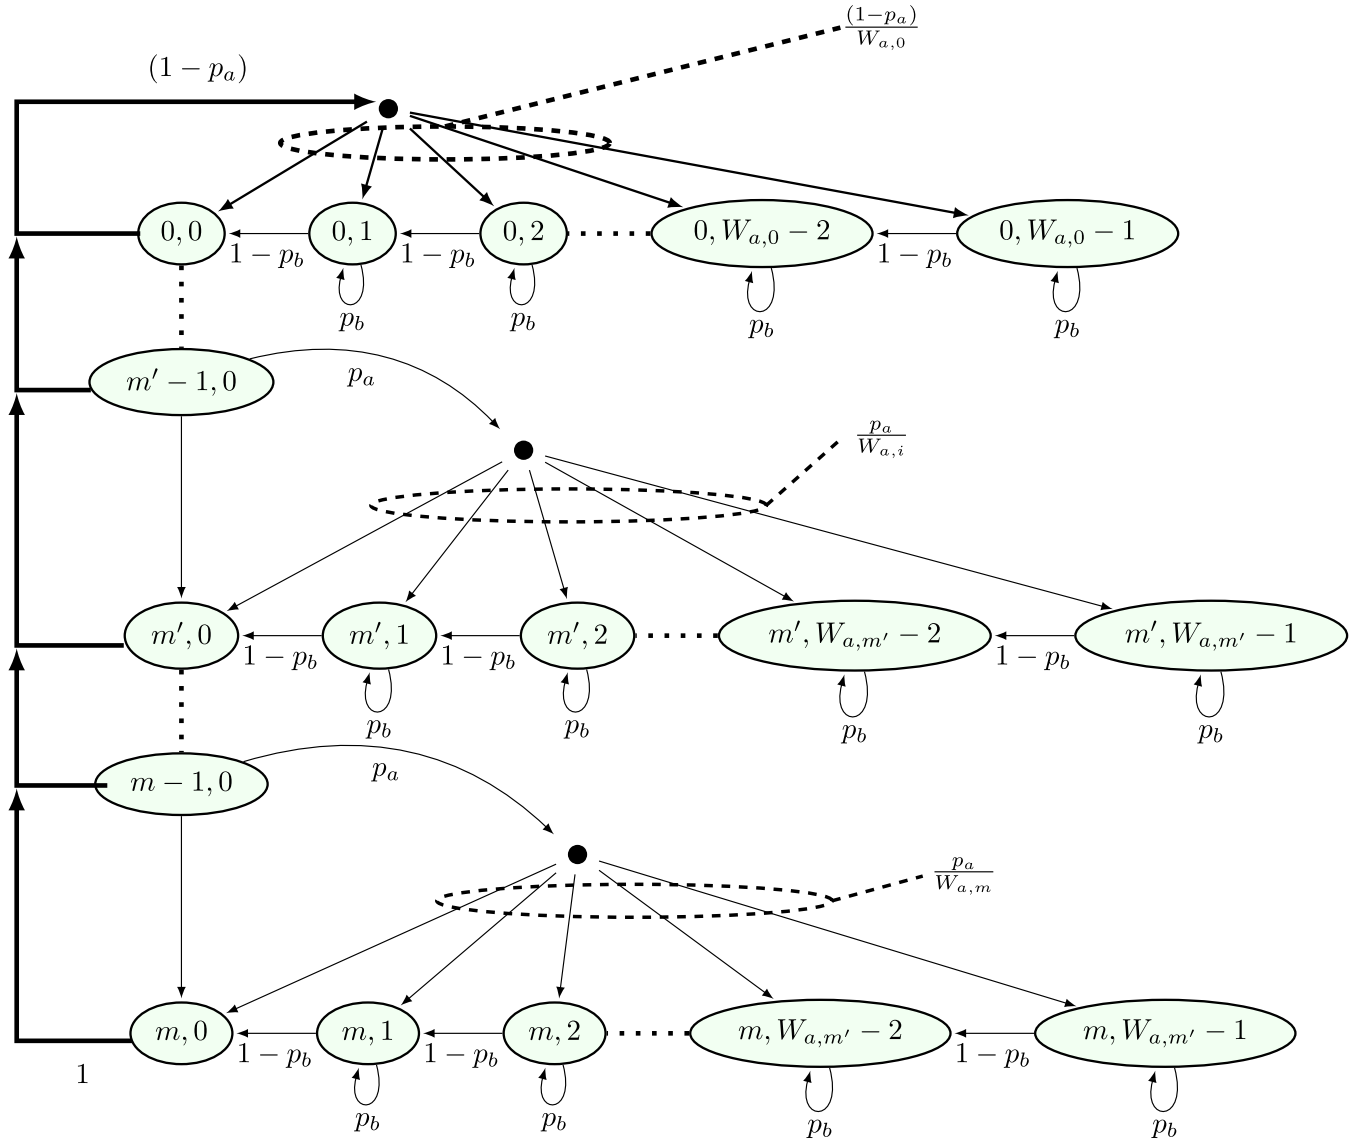 (1−p_a)/W_{a,0}
(1 − p_a)
0, 0
0, 1
0, 2
0, W_{a,0} − 2
0, W_{a,0} − 1
1 − p_b
1 − p_b
1 − p_b
p_b
p_b
p_b
p_b
m′ − 1, 0
p_a
p_a/W_{a,i}
m′, 0
m′, 1
m′, 2
m′, W_{a,m′} − 2
m′, W_{a,m′} − 1
1 − p_b
1 − p_b
1 − p_b
p_b
p_b
p_b
p_b
m − 1, 0
p_a
p_a/W_{a,m}
m, 0
m, 1
m, 2
m, W_{a,m′} − 2
m, W_{a,m′} − 1
1 − p_b
1 − p_b
1 − p_b
1
p_b
p_b
p_b
p_b